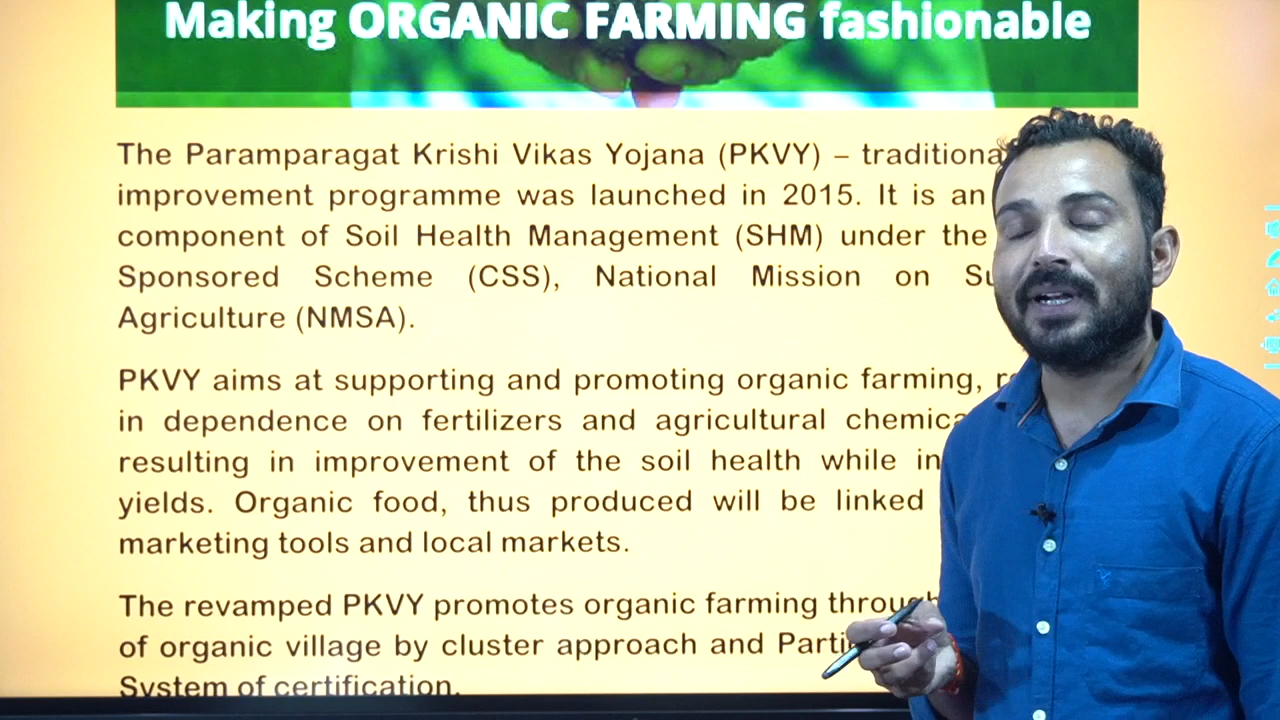 Making ORGANIC FARMING fashionable
The Paramparagat Krishi Vikas Yojana (PKVY) – traditiona
improvement programme was launched in 2015. It is an
component of Soil Health Management (SHM) under the
Sponsored Scheme (CSS), National Mission on Su
Agriculture (NMSA).
PKVY aims at supporting and promoting organic farming, r
in dependence on fertilizers and agricultural chemica
resulting in improvement of the soil health while in
yields. Organic food, thus produced will be linked
marketing tools and local markets.
The revamped PKVY promotes organic farming through
of organic village by cluster approach and Parti
System of certification.